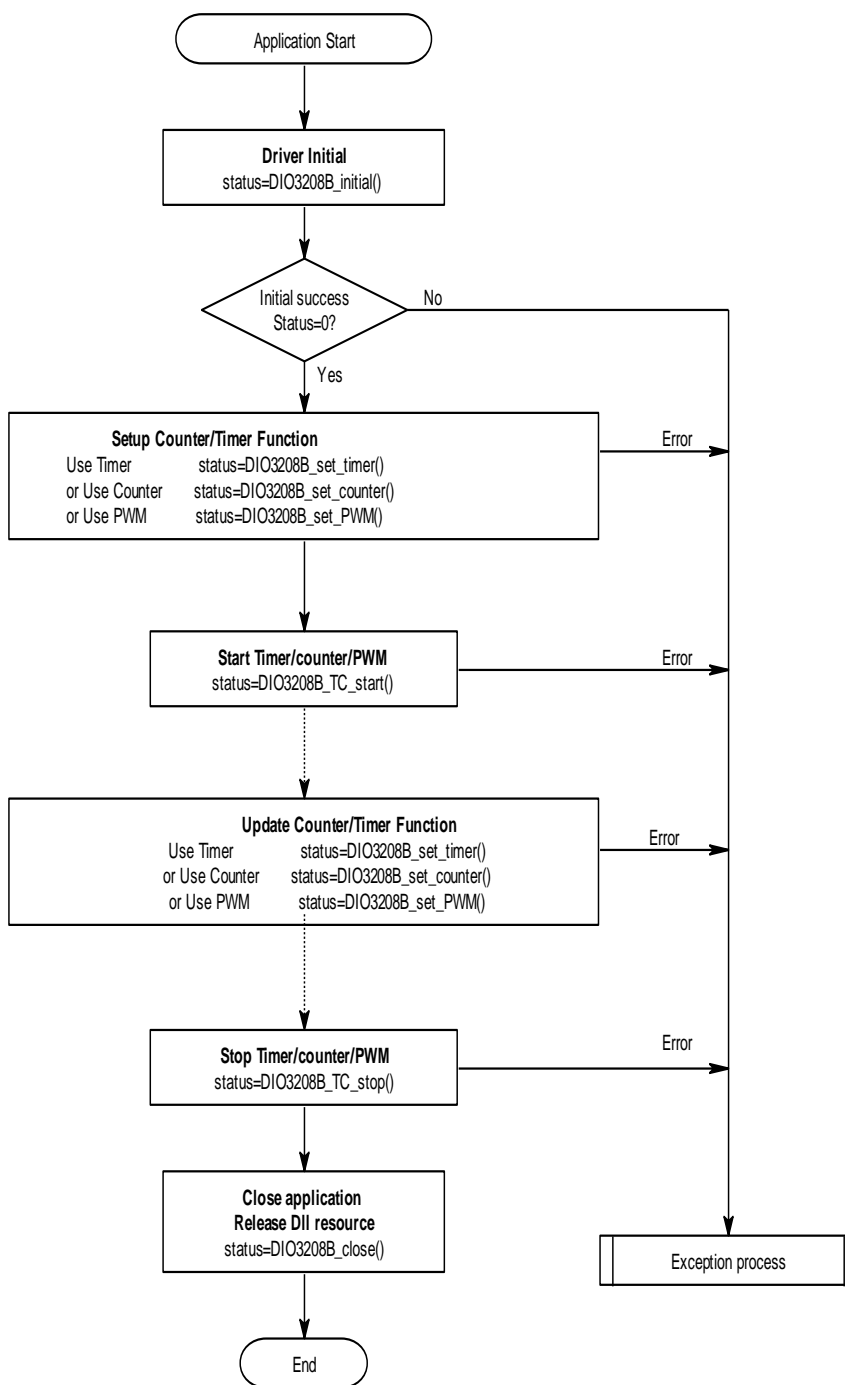 Application Start
Driver Initial
status=DIO3208B_initial()
Initial success
Status=0?
No
Yes
Setup Counter/Timer Function
Use Timer status=DIO3208B_set_timer()
or Use Counter status=DIO3208B_set_counter()
or Use PWM status=DIO3208B_set_PWM()
Error
Start Timer/counter/PWM
status=DIO3208B_TC_start()
Error
Update Counter/Timer Function
Use Timer status=DIO3208B_set_timer()
or Use Counter status=DIO3208B_set_counter()
or Use PWM status=DIO3208B_set_PWM()
Error
Stop Timer/counter/PWM
status=DIO3208B_TC_stop()
Error
Close application
Release Dll resource
status=DIO3208B_close()
Exception process
End